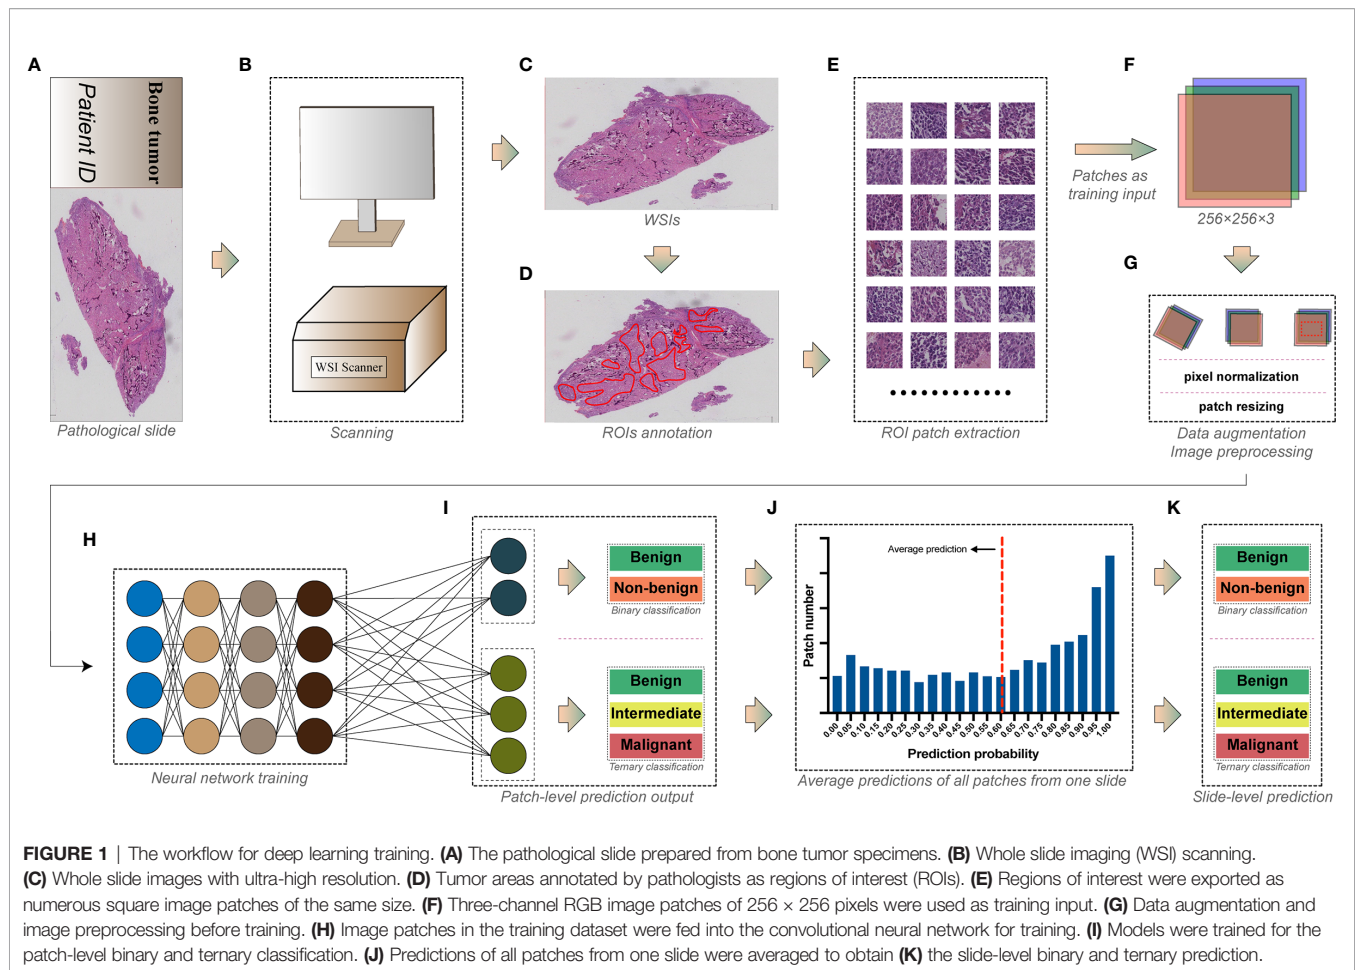 A
Bone tumor
Patient ID
Pathological slide
B
WSI Scanner
Scanning
C
WSIs
D
ROIs annotation
E
ROI patch extraction
Patches as
training input
F
256×256×3
G
pixel normalization
patch resizing
Data augmentation
Image preprocessing
H
Neural network training
I
Benign
Non-benign
Binary classification
Benign
Intermediate
Malignant
Ternary classification
Patch-level prediction output
J
Average prediction
Patch number
0.00 0.05 0.10 0.15 0.20 0.25 0.30 0.35 0.40 0.45 0.50 0.55 0.60 0.65 0.70 0.75 0.80 0.85 0.90 0.95 1.00
Prediction probability
Average predictions of all patches from one slide
K
Benign
Non-benign
Binary classification
Benign
Intermediate
Malignant
Ternary classification
Slide-level prediction
FIGURE 1 | The workflow for deep learning training. (A) The pathological slide prepared from bone tumor specimens. (B) Whole slide imaging (WSI) scanning.
(C) Whole slide images with ultra-high resolution. (D) Tumor areas annotated by pathologists as regions of interest (ROIs). (E) Regions of interest were exported as
numerous square image patches of the same size. (F) Three-channel RGB image patches of 256 × 256 pixels were used as training input. (G) Data augmentation and
image preprocessing before training. (H) Image patches in the training dataset were fed into the convolutional neural network for training. (I) Models were trained for the
patch-level binary and ternary classification. (J) Predictions of all patches from one slide were averaged to obtain (K) the slide-level binary and ternary prediction.